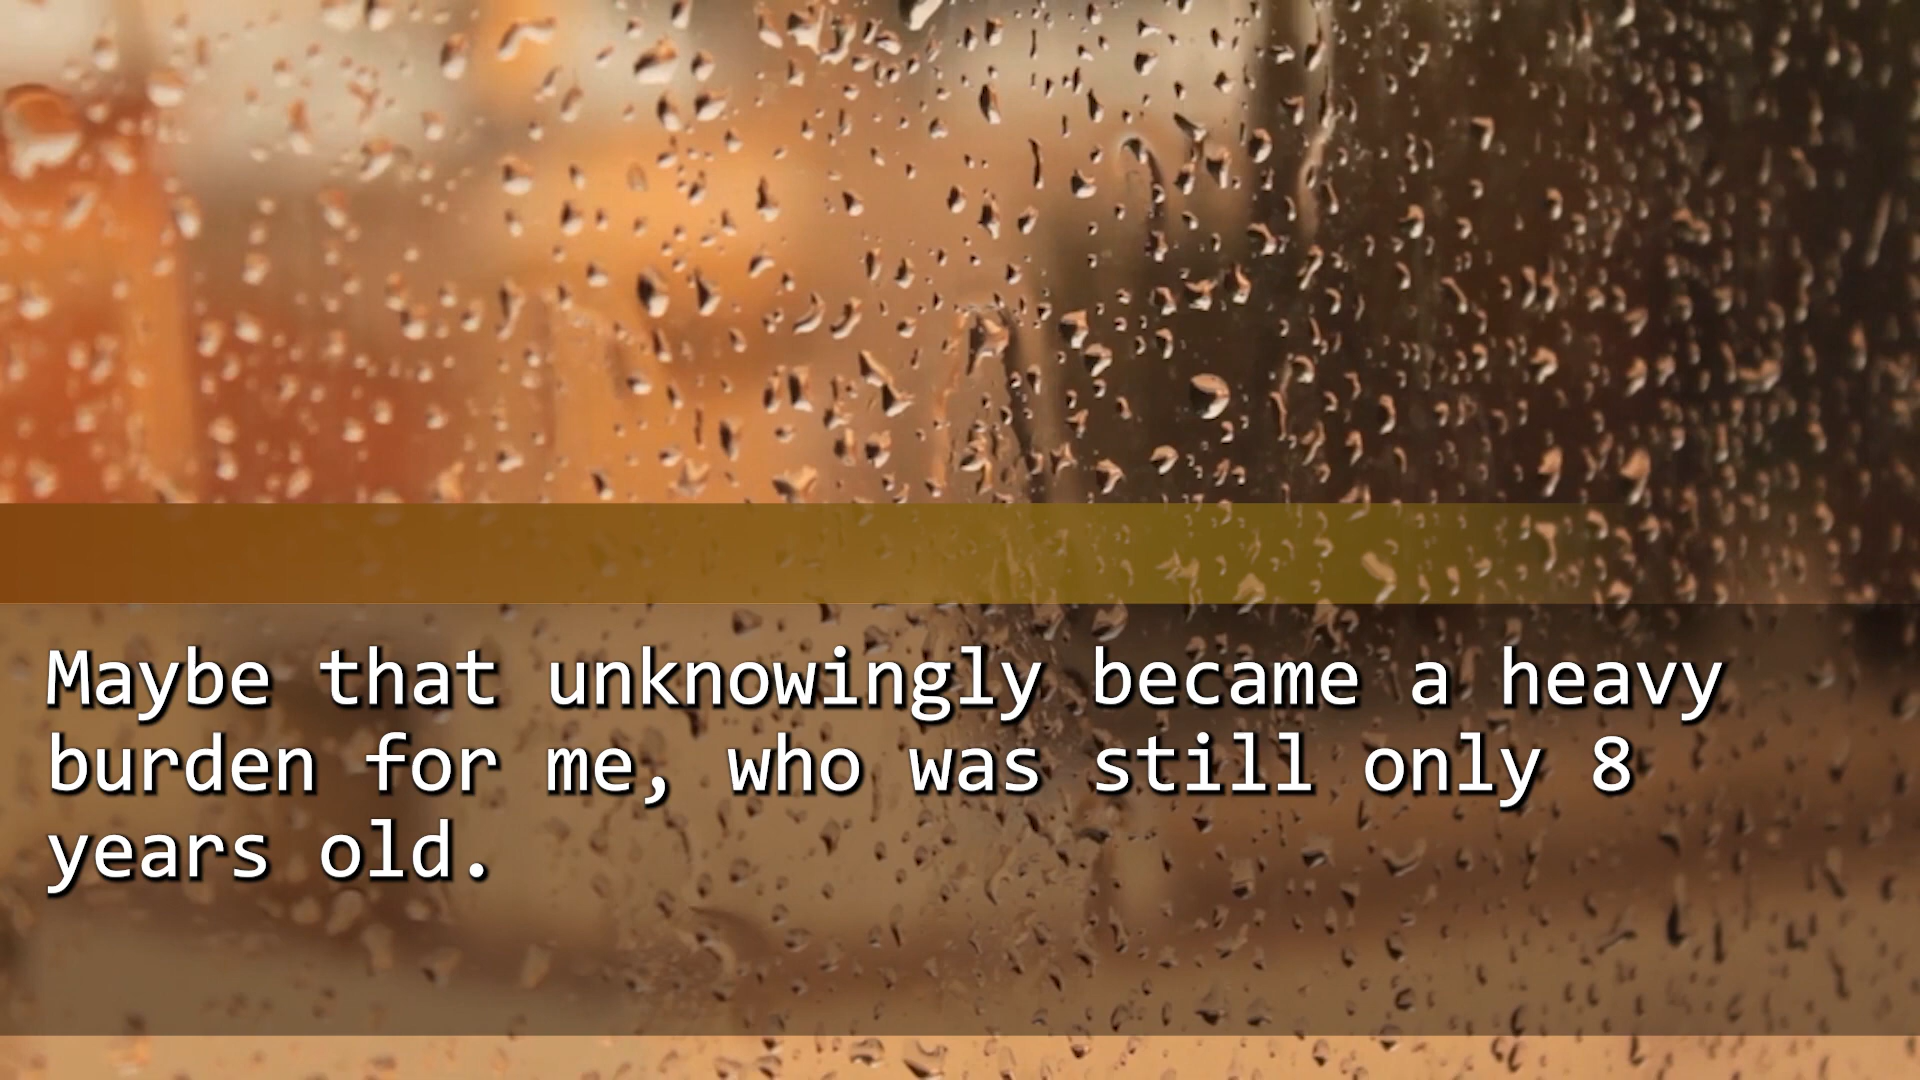 Maybe that unknowingly became a heavy
burden for me, who was still only 8
years old.